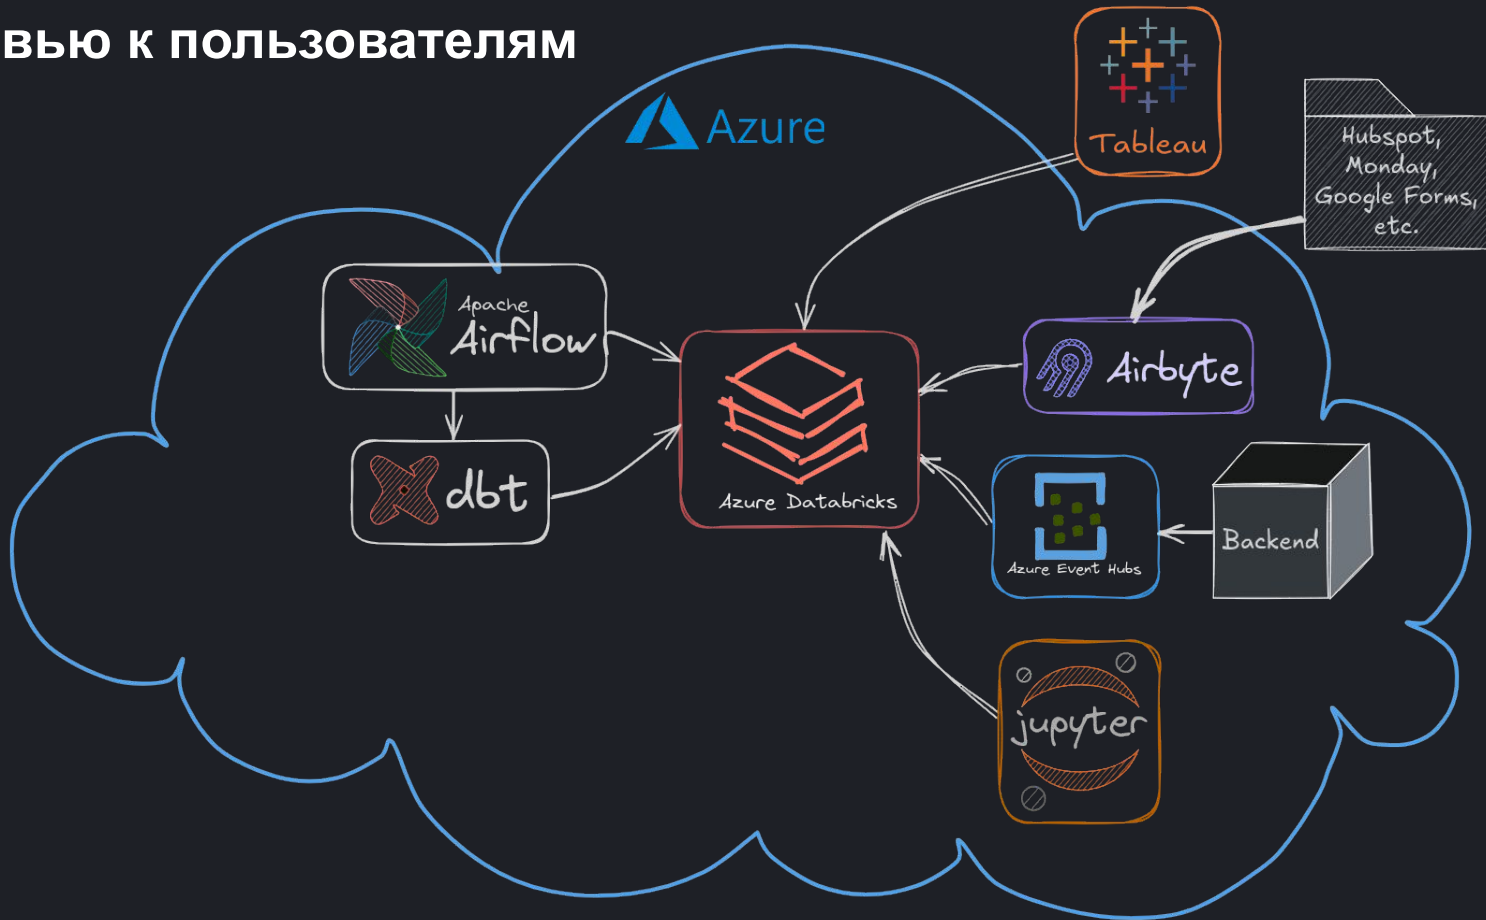 вью к пользователям
Azure
Tableau
Hubspot,
Monday,
Google Forms,
etc.
Apache
Airflow
Airbyte
dbt
Azure Databricks
Backend
Azure Event Hubs
jupyter